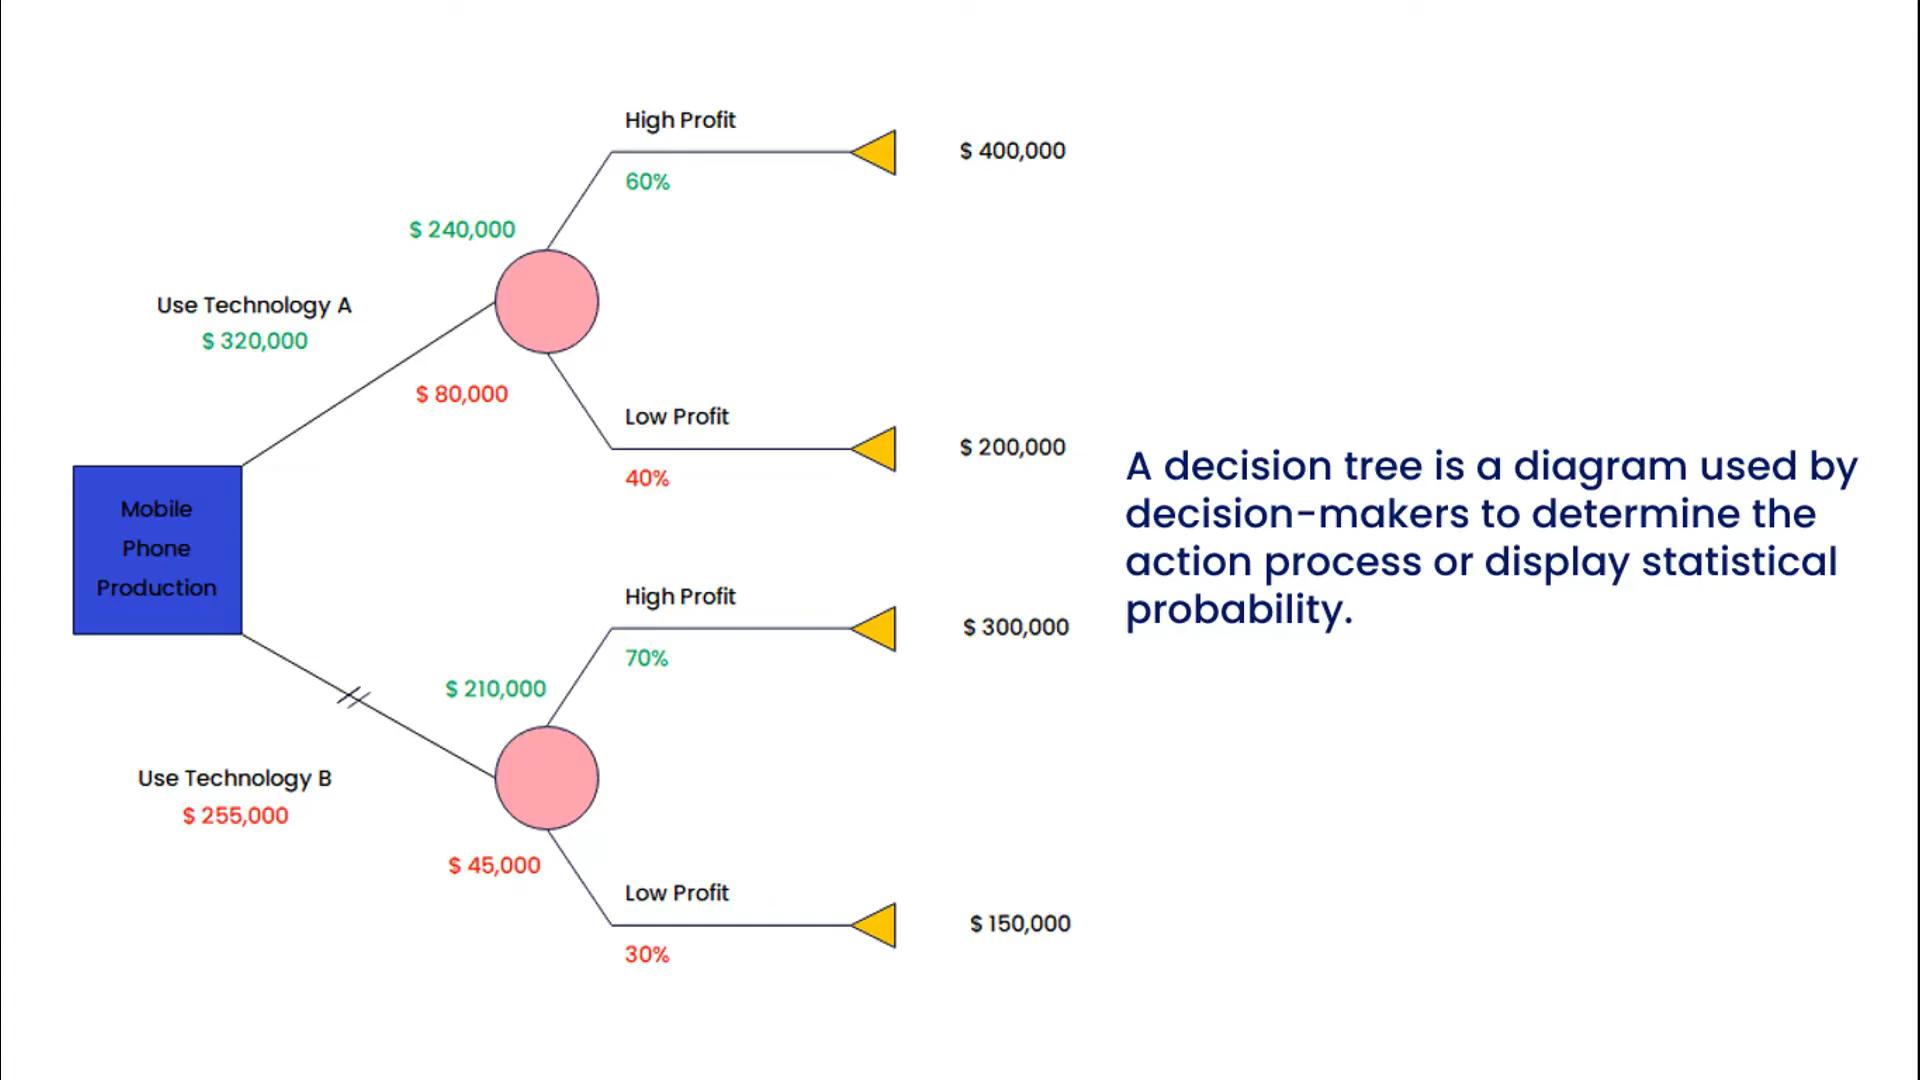 High Profit
$ 400,000
60%
$ 240,000
Use Technology A
$ 320,000
$ 80,000
Low Profit
$ 200,000
40%
A decision tree is a diagram used by
decision-makers to determine the
action process or display statistical
probability.
Mobile
Phone
Production
High Profit
$ 300,000
70%
$ 210,000
Use Technology B
$ 255,000
$ 45,000
Low Profit
$ 150,000
30%